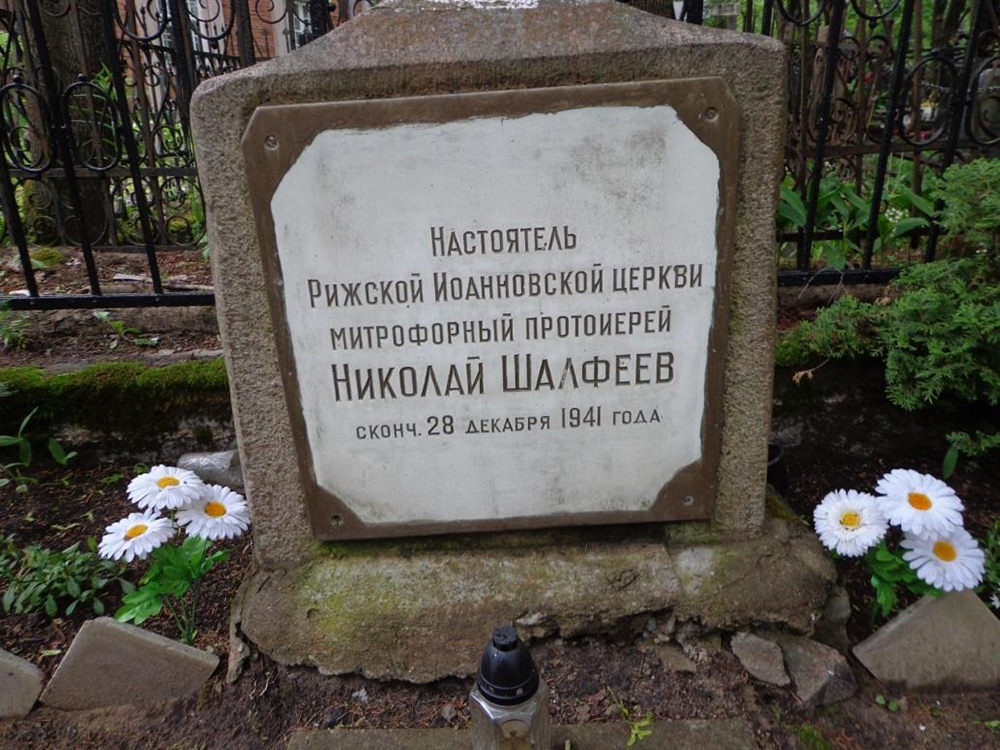 Настоятель
Рижской Иоанновской церкви
митрофорный протоиерей
Николай Шалфеев
сконч. 28 декабря 1941 года